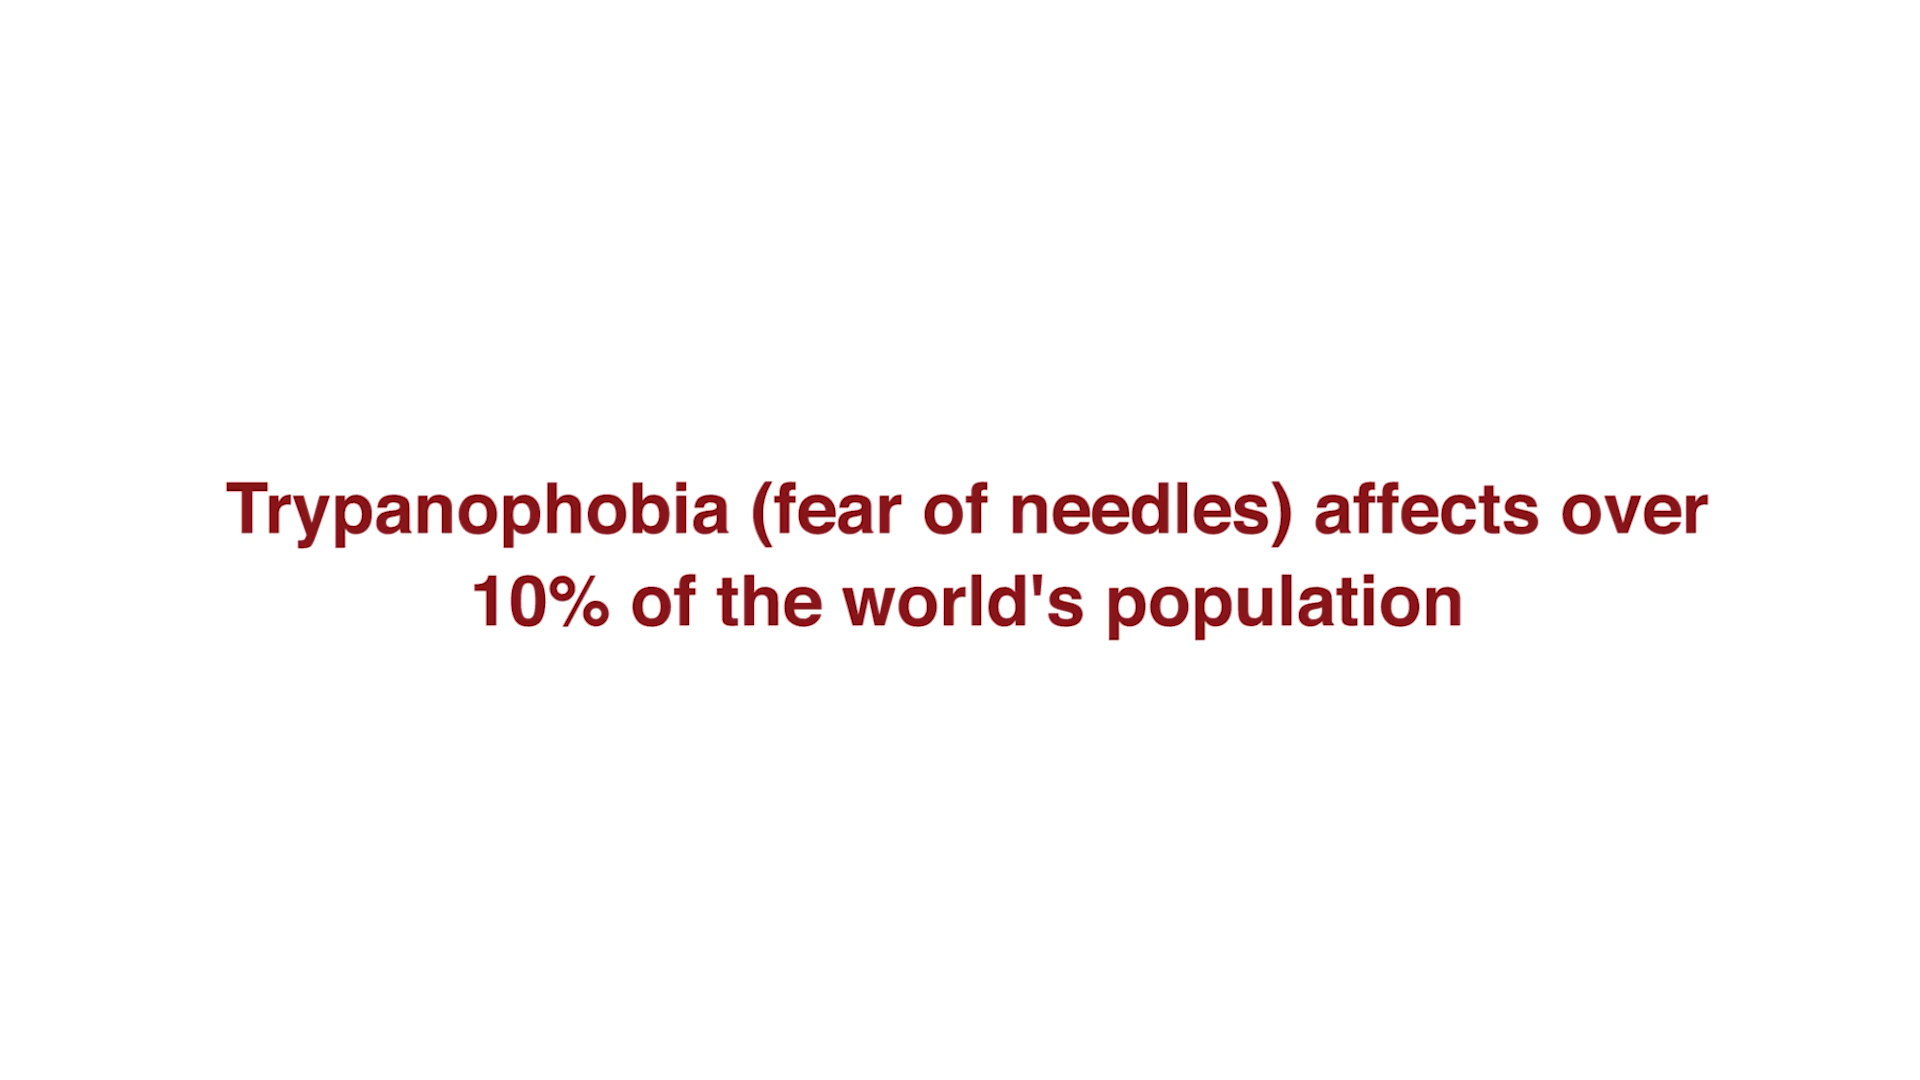 Trypanophobia (fear of needles) affects over
10% of the world's population